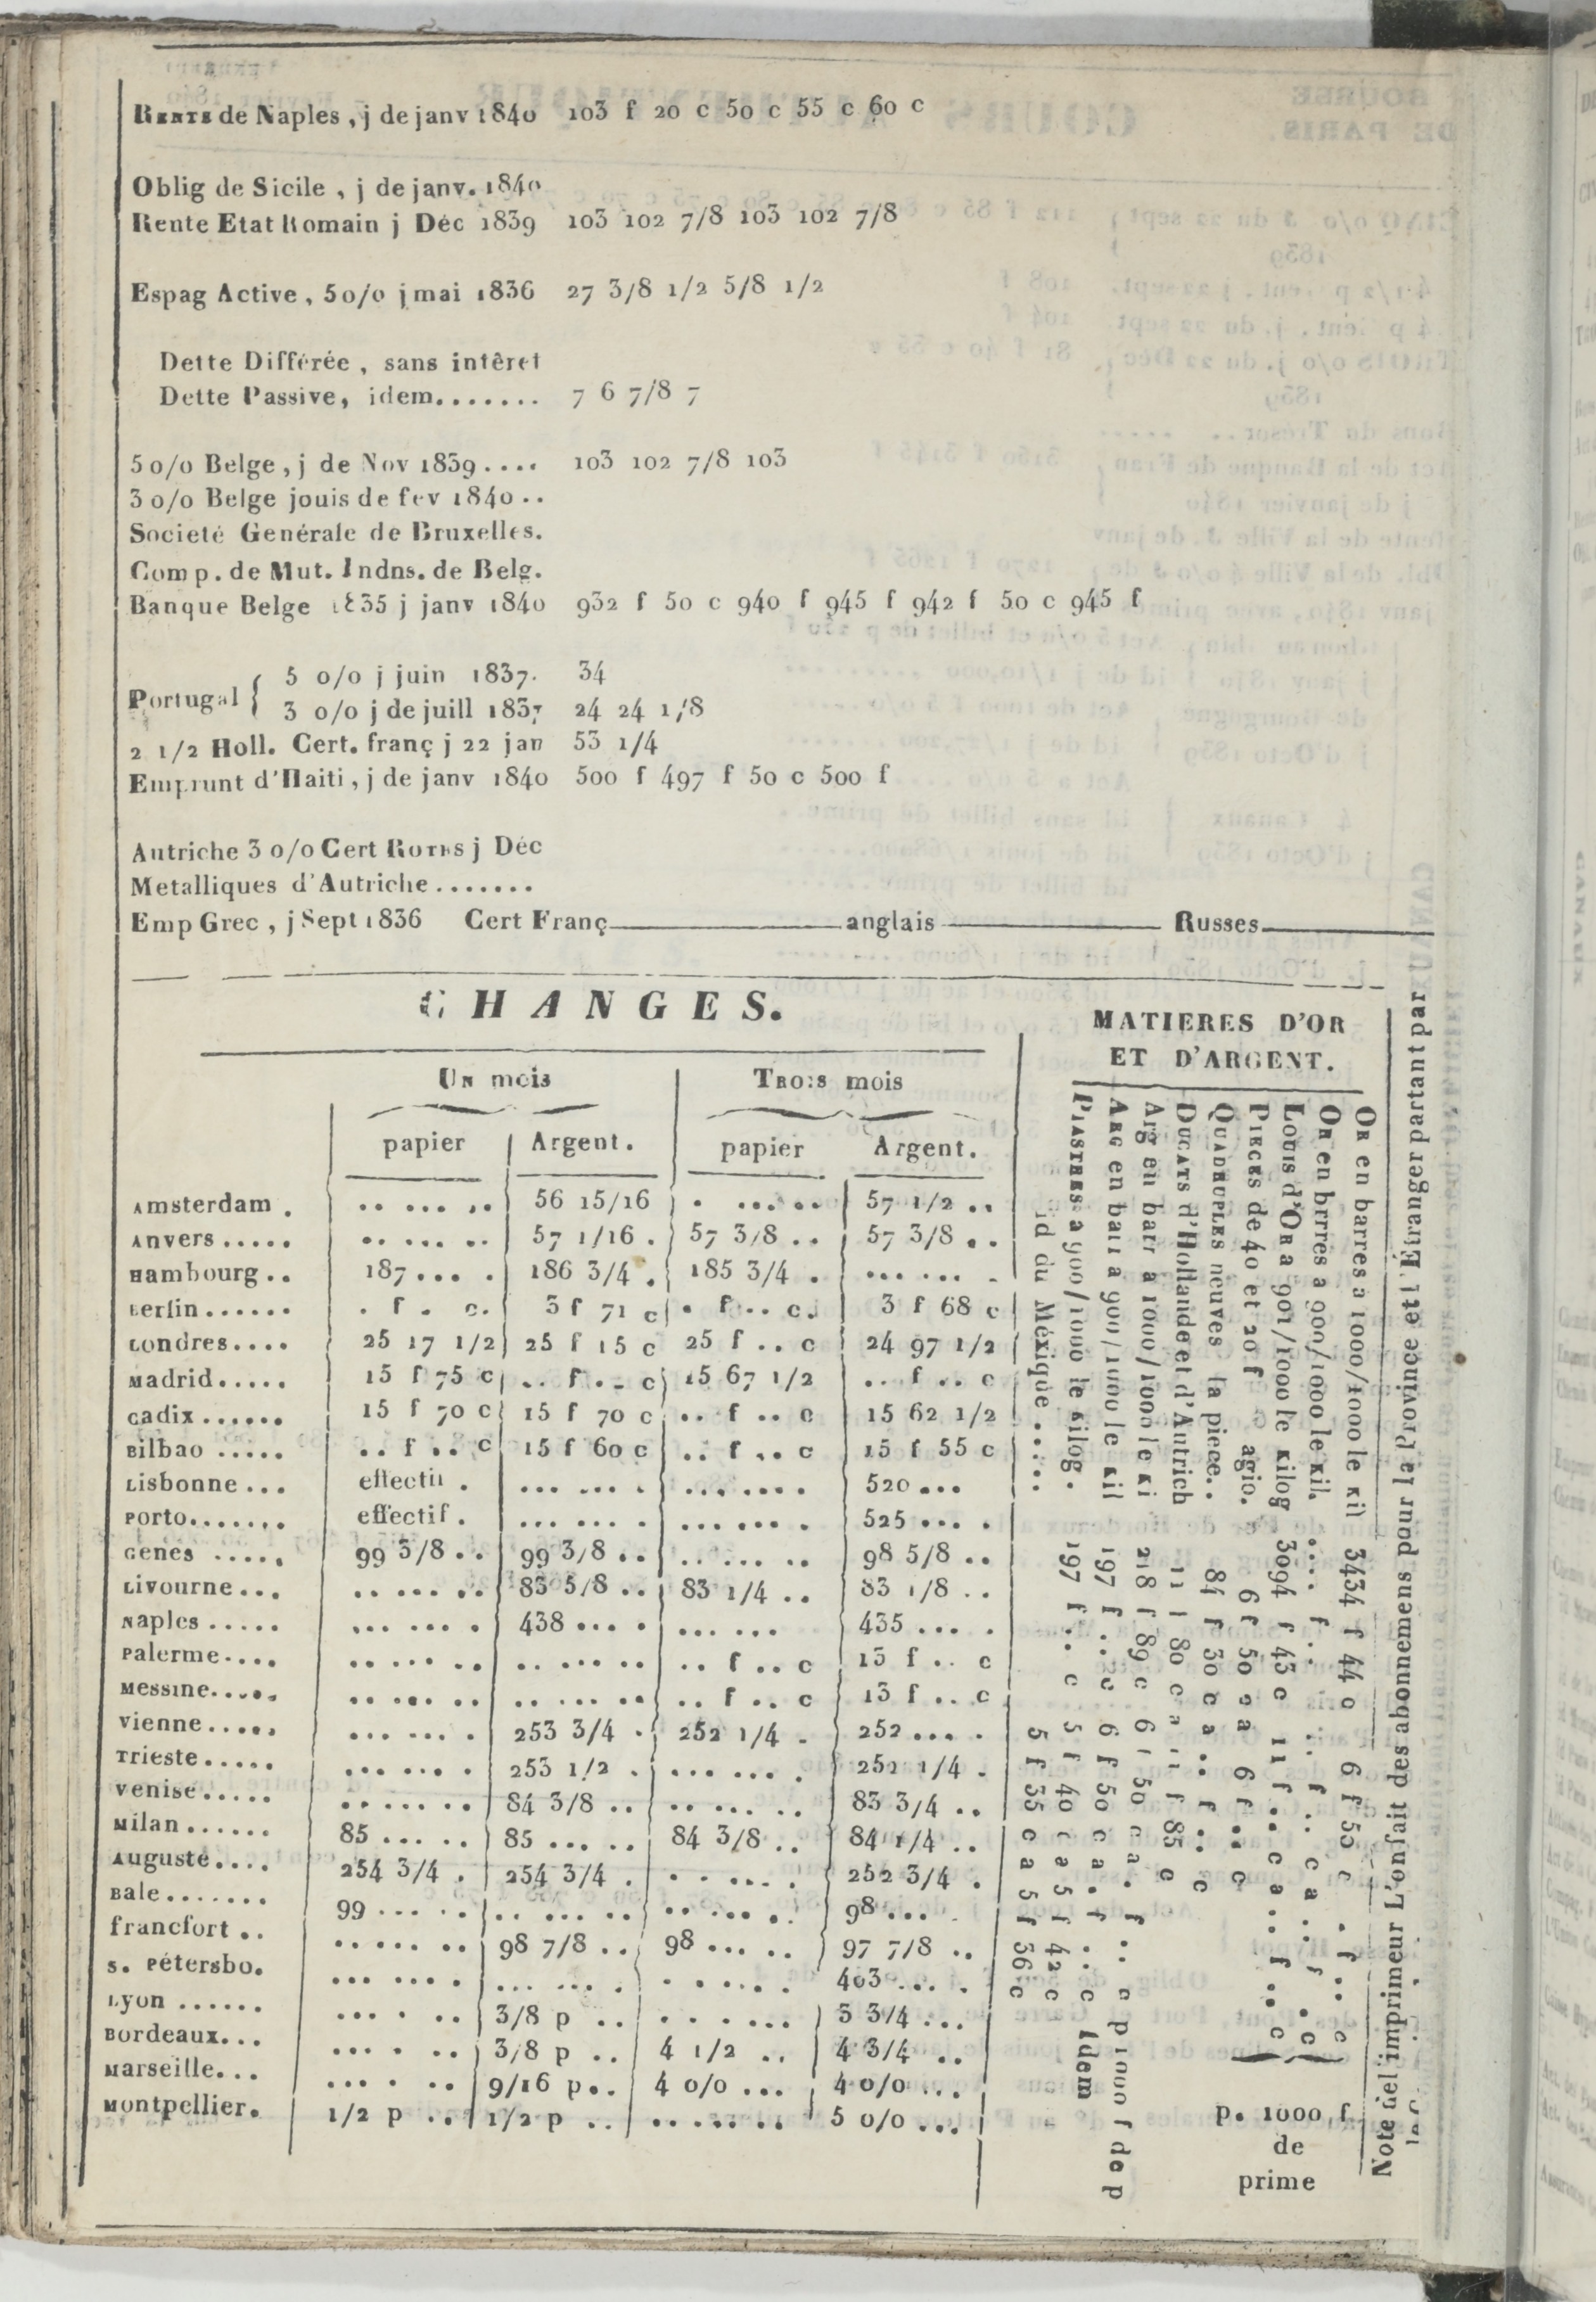 RENTE de Naples , j de janv 1840 103 f 20 c 50 c 55 c 60 c
Oblig de Sicile , j de janv. 1840
Rente Etat Romain j Déc 1839 103 102 7/8 103 102 7/8
Espag Active , 5 o/o j mai 1836 27 3/8 1/2 5/8 1/2
Dette Différée , sans intêret
Dette Passive, idem....... 7 6 7/8 7
5 o/o Belge , j de Nov 1839.... 103 102 7/8 103
3 o/o Belge jouis de fev 1840..
Societé Genérale de Bruxelles.
Comp. de Mut. Indns. de Belg.
Banque Belge 1835 j janv 1840 932 f 50 c 940 f 945 f 942 f 50 c 945 f
Portugal { 5 o/o j juin 1837. 34
3 o/o j de juill 1837 24 24 1/8
2 1/2 Holl. Cert. franç j 22 jan 53 1/4
Emprunt d'Haiti , j de janv 1840 500 f 497 f 50 c 500 f
Autriche 3 o/o Cert ROTHS j Déc
Metalliques d'Autriche.......
Emp Grec , j Sept 1836 Cert Franç anglais Russes
CHANGES.
UN mois TROIS mois
papier Argent. papier Argent.
Amsterdam . .. ... .. 56 15/16 . ... .. 57 1/2 ..
Anvers ..... .. ... .. 57 1/16 . 57 3/8 .. 57 3/8 ..
Hambourg .. 187... . 186 3/4 . 185 3/4 . ... ... .
Berlin ...... . f . c. 3 f 71 c . f .. c. 3 f 68 c
Londres.... 25 17 1/2 25 f 15 c 25 f .. c 24 97 1/2
Madrid..... 15 f 75 c .. f .. c 15 67 1/2 .. f .. c
Cadix ...... 15 f 70 c 15 f 70 c .. f .. c 15 62 1/2
Bilbao ..... .. f .. c 15 f 60 c .. f .. c 15 f 55 c
Lisbonne ... effectif . ... ... . ... .... 520 ...
Porto....... effectif . ... ... . ... ... . 525 ... .
Genes ..... 99 3/8 .. 99 3/8 .. .. ... .. 98 5/8 ..
Livourne ... .. ... .. 83 5/8 .. 83 1/4 .. 83 1/8 ..
Naples ..... ... ... . 438 ... . ... ... 435 ... .
Palerme.... .. ... .. .. ... .. .. f .. c 13 f .. c
Messine..... .. ... .. .. ... .. .. f .. c 13 f .. c
Vienne..... ... ... . 253 3/4 . 252 1/4 . 252 ... .
Trieste ..... ... ... . 253 1/2 . ... ... . 252 1/4 .
Venise ..... .. ... .. 84 3/8 .. .. ... .. 83 3/4 ..
Milan ...... 85 ... .. 85 ... .. 84 3/8 .. 84 1/4 ..
Auguste.... 254 3/4 . 254 3/4 . . . ... . 252 3/4 .
Bale ....... 99 ... .. .. ... .. .. ... .. 98 ... .
francfort .. .. ... .. 98 7/8 .. 98 ... .. 97 7/8 ..
S. Pétersbo. ... ... . ... ... . . . ... . 403 ... .
Lyon ...... ... . .. 3/8 p .. . . . ... 3 3/4 ...
Bordeaux... ... . .. 3/8 p .. 4 1/2 .. 4 3/4 ..
Marseille... ... . .. 9/16 p.. 4 o/o ... 4 o/o ...
Montpellier. 1/2 p .. 1/2 p .. .. ... .. 5 o/o ...
MATIERES D'OR
ET D'ARGENT.
OR en barres a 1000/1000 le Kil 3434 f 44 c 6 f 50 c . f .. c
OR en brrres a 900/1000 le Kil. .... f .. .. f .. c a .. f .. c
LOUIS d'OR a 901/1000 le Kilog 3094 f 43 c 11 f .. c a .. f .. c
PIECES de 40 et 20 f c agio. 6 f 50 c a 6 f .. c
QUADRUPLES neuves la piece.. 84 f 30 c a .. f .. c
DUCATS d'Hollande et d'Autrich 11 f 80 c a 11 f 85 c
Arg en barr a 1000/1000 le Ki 218 f 89 c 6 f 50 c a . f .. c p 1000 f de p
ARG en barr a 900/1000 le Kil 197 f .. c 6 f 50 c a . f .. c Idem
PIASTRES a 900/1000 le Kilog. 197 f .. c 5 f 40 c a 5 f 42 c
id du Méxique ..... 5 f 35 c a 5 f 36 c
p. 1000 f
de
prime
Note del imprimeur L'on fait des abonnemens pour la Province et l'Étranger partant par